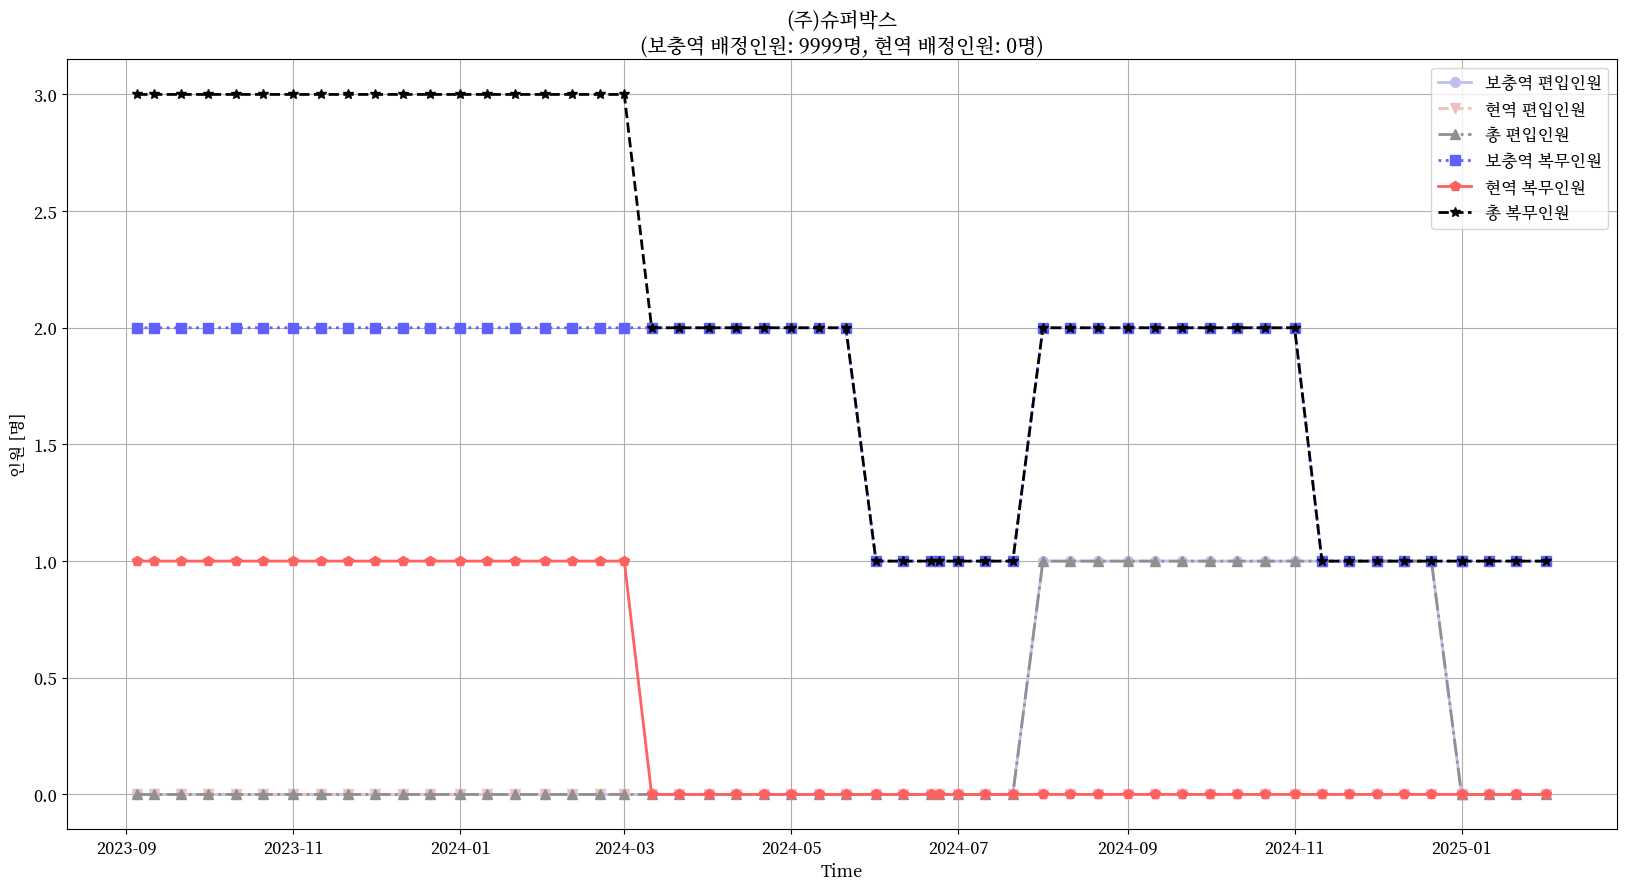 (주)슈퍼박스
(보충역 배정인원: 9999명, 현역 배정인원: 0명)
보충역 편입인원
현역 편입인원
총 편입인원
보충역 복무인원
현역 복무인원
총 복무인원
3.0
2.5
2.0
1.5
1.0
0.5
0.0
인원 [명]
2023-09 2023-11 2024-01 2024-03 2024-05 2024-07 2024-09 2024-11 2025-01
Time